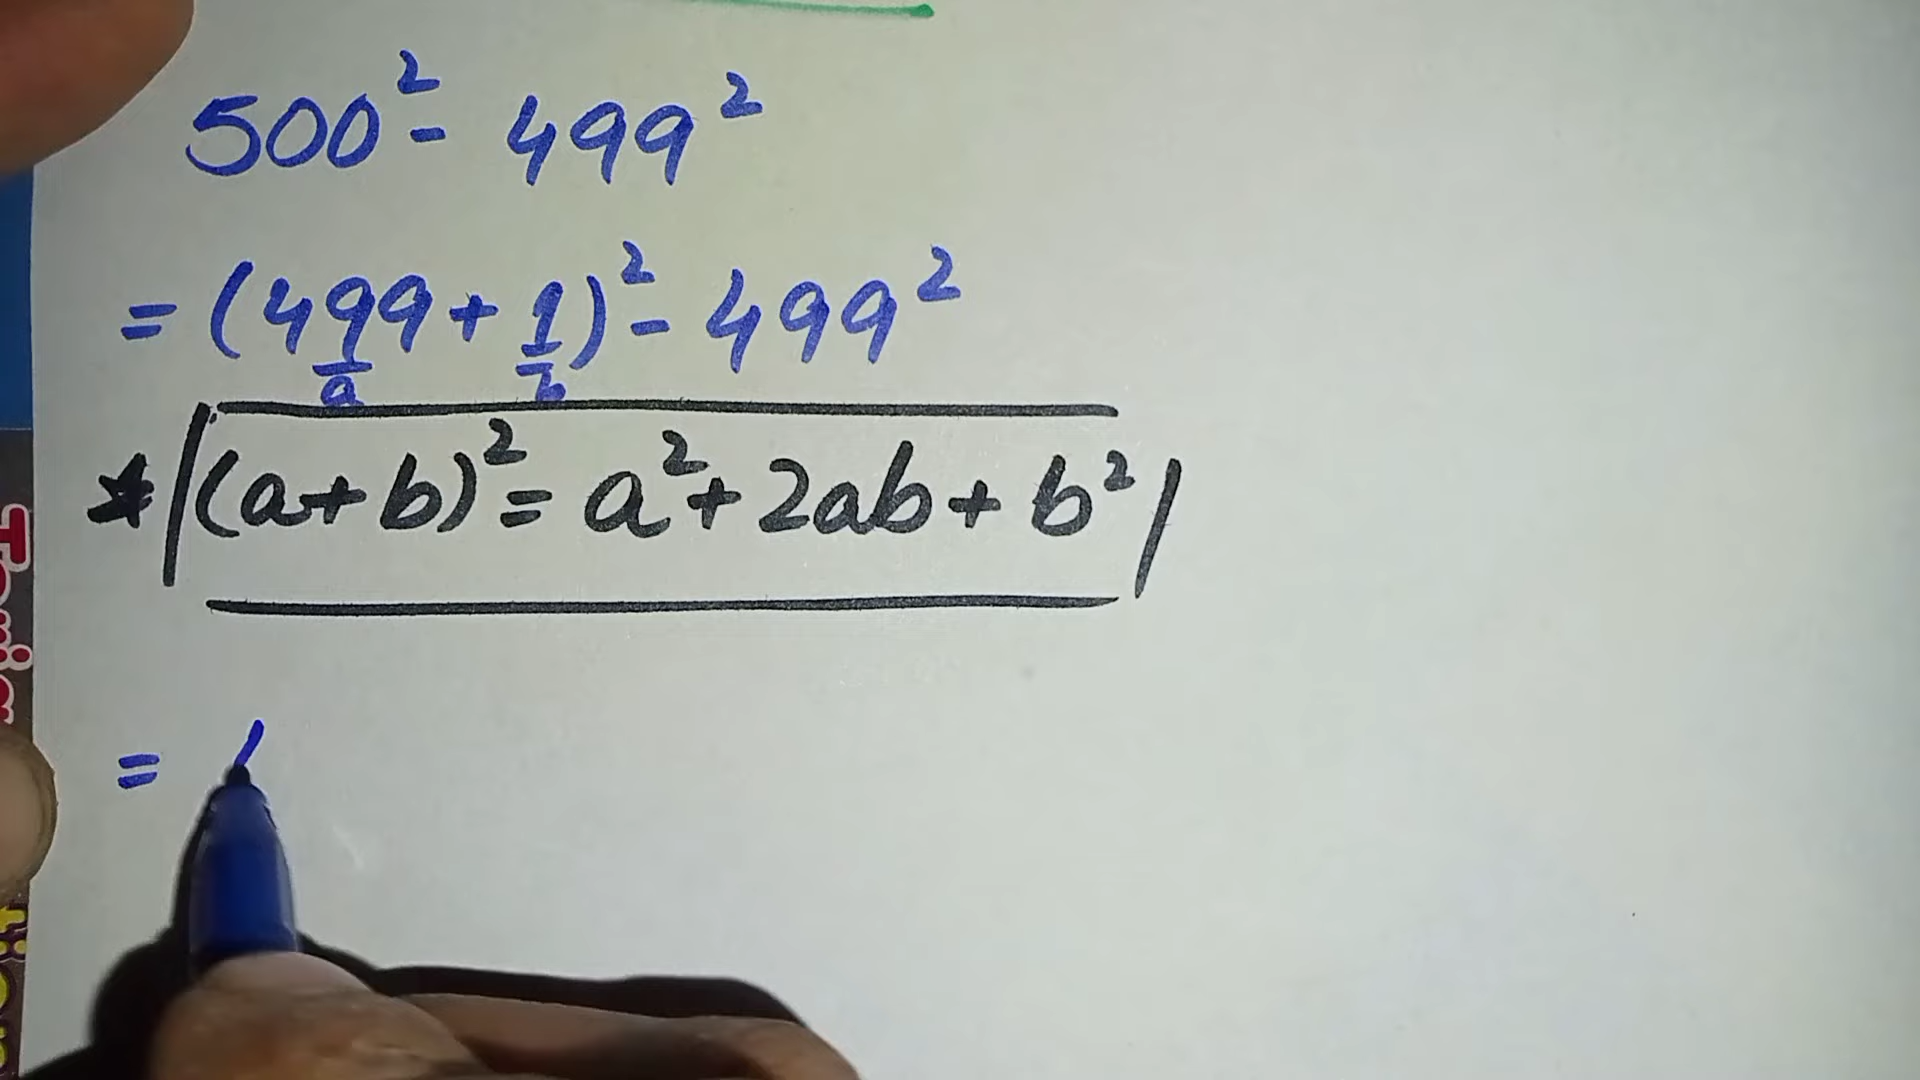 500² - 499²
= (499 + 1)² - 499²
a b
* |(a+b)² = a² + 2ab + b²|
=